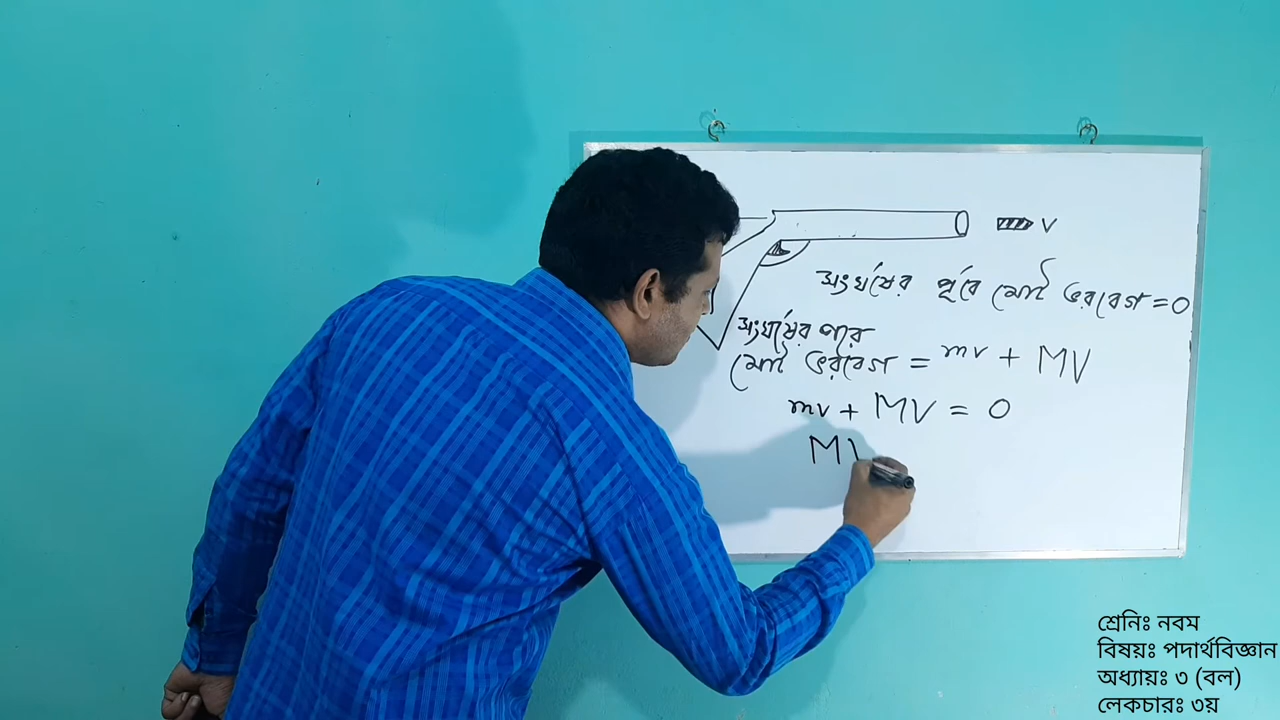 v
সংঘর্ষের পূর্বে মোট ভরবেগ = 0
সংঘর্ষের পরে
মোট ভরবেগ = mv + MV
mv + MV = 0
MV
শ্রেনিঃ নবম
বিষয়ঃ পদার্থবিজ্ঞান
অধ্যায়ঃ ৩ (বল)
লেকচারঃ ৩য়